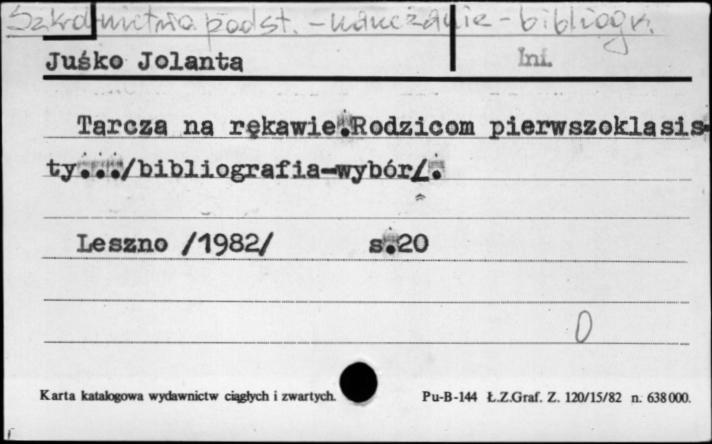 Szkolnictwo podst. - nauczanie - bibliogr.
Juśko Jolanta Inf.
Tarcza na rękawie.Rodzicom pierwszoklasis-
ty.../bibliografia-wybór/.
Leszno /1982/ s.20
0
Karta katalogowa wydawnictw ciągłych i zwartych. Pu-B-144 Ł.Z.Graf. Z. 120/15/82 n. 638000.